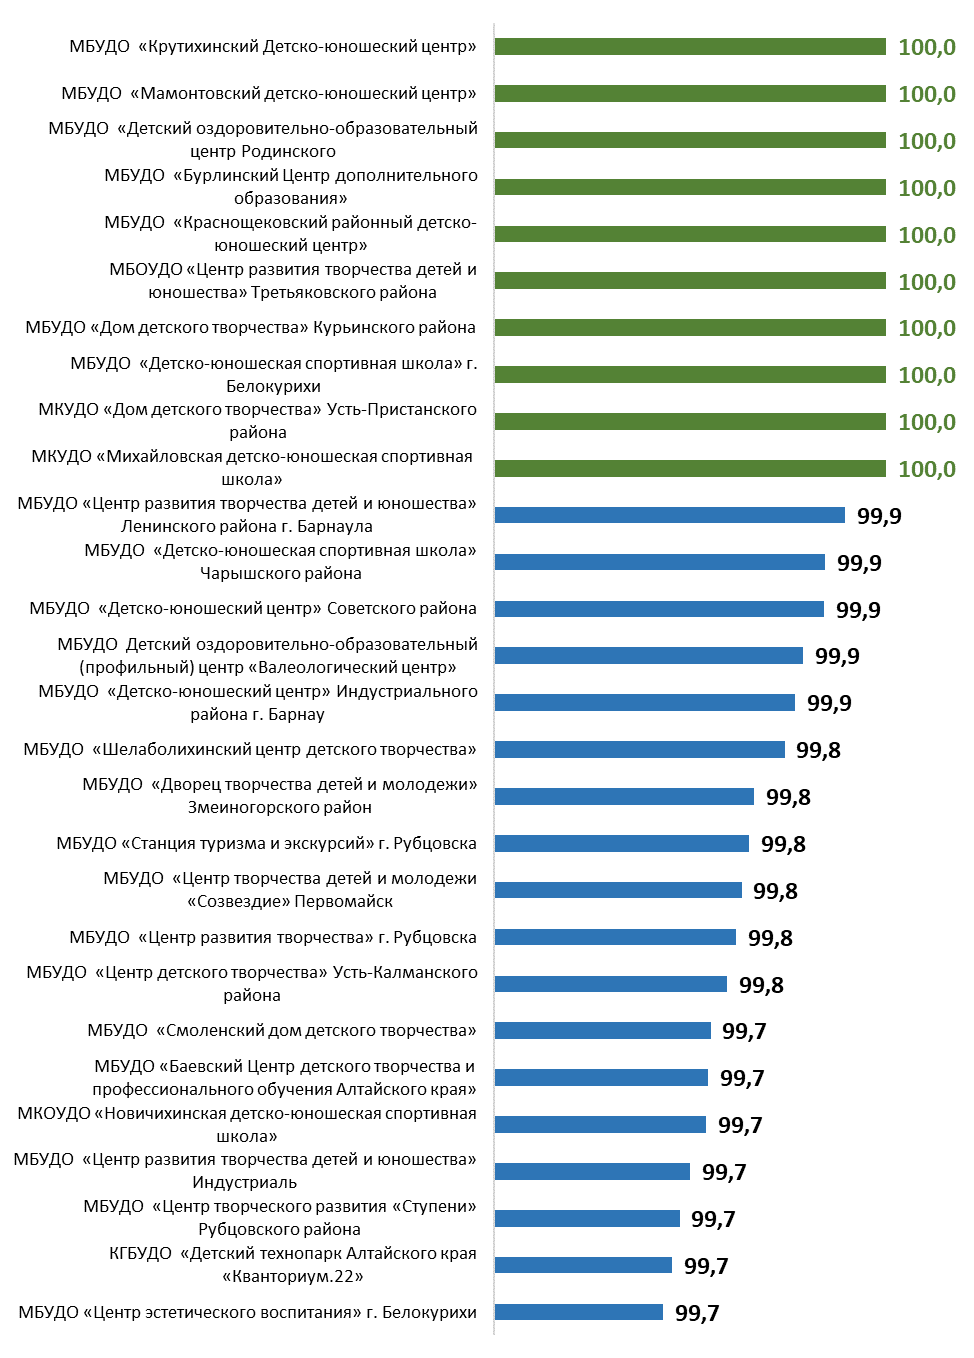 МБУДО «Крутихинский Детско-юношеский центр»
100,0
МБУДО «Мамонтовский детско-юношеский центр»
100,0
МБУДО «Детский оздоровительно-образовательный
центр Родинского
100,0
МБУДО «Бурлинский Центр дополнительного
образования»
100,0
МБУДО «Краснощековский районный детско-
юношеский центр»
100,0
МБОУДО «Центр развития творчества детей и
юношества» Третьяковского района
100,0
МБУДО «Дом детского творчества» Курьинского района
100,0
МБУДО «Детско-юношеская спортивная школа» г.
Белокурихи
100,0
МКУДО «Дом детского творчества» Усть-Пристанского
района
100,0
МКУДО «Михайловская детско-юношеская спортивная
школа»
100,0
МБУДО «Центр развития творчества детей и юношества»
Ленинского района г. Барнаула
99,9
МБУДО «Детско-юношеская спортивная школа»
Чарышского района
99,9
МБУДО «Детско-юношеский центр» Советского района
99,9
МБУДО Детский оздоровительно-образовательный
(профильный) центр «Валеологический центр»
99,9
МБУДО «Детско-юношеский центр» Индустриального
района г. Барнау
99,9
МБУДО «Шелаболихинский центр детского творчества»
99,8
МБУДО «Дворец творчества детей и молодежи»
Змеиногорского район
99,8
МБУДО «Станция туризма и экскурсий» г. Рубцовска
99,8
МБУДО «Центр творчества детей и молодежи
«Созвездие» Первомайск
99,8
МБУДО «Центр развития творчества» г. Рубцовска
99,8
МБУДО «Центр детского творчества» Усть-Калманского
района
99,8
МБУДО «Смоленский дом детского творчества»
99,7
МБУДО «Баевский Центр детского творчества и
профессионального обучения Алтайского края»
99,7
МКОУДО «Новичихинская детско-юношеская спортивная
школа»
99,7
МБУДО «Центр развития творчества детей и юношества»
Индустриаль
99,7
МБУДО «Центр творческого развития «Ступени»
Рубцовского района
99,7
КГБУДО «Детский технопарк Алтайского края
«Кванториум.22»
99,7
МБУДО «Центр эстетического воспитания» г. Белокурихи
99,7